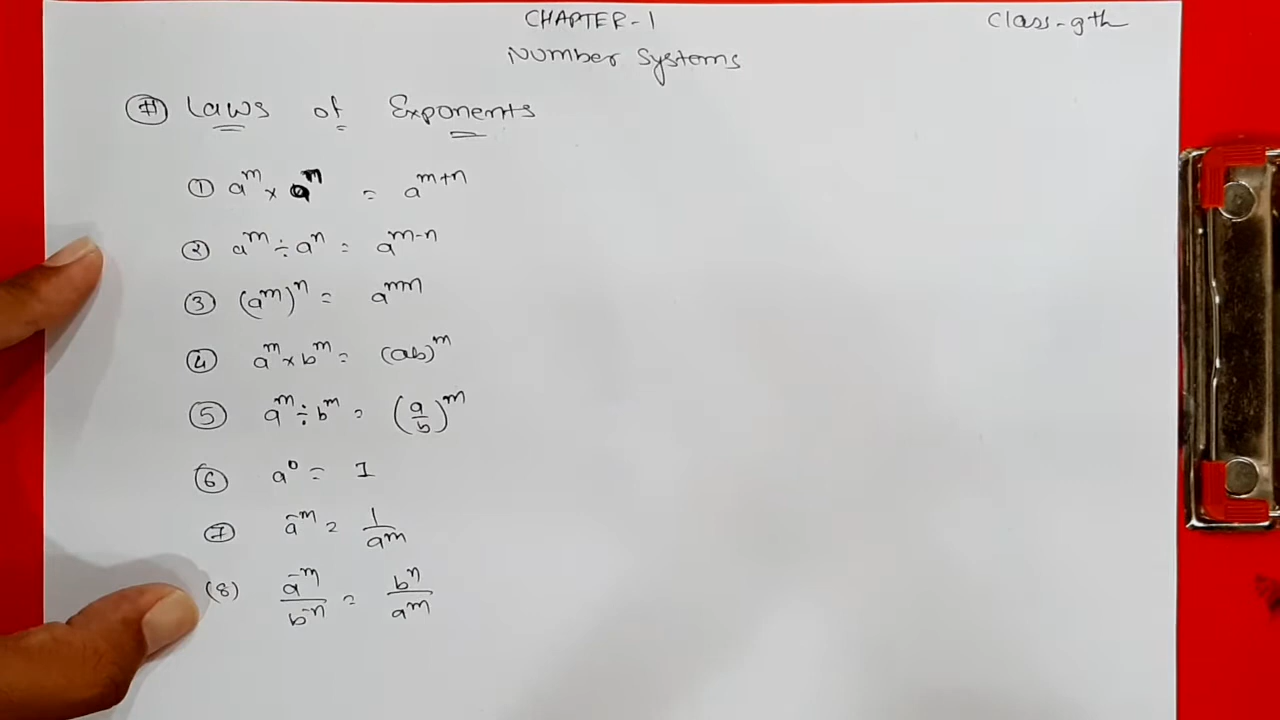 CHAPTER-1
Class-9th
Number Systems
# Laws of Exponents
① a^m × a^n = a^m+n
② a^m ÷ a^n = a^m-n
③ (a^m)^n = a^mn
④ a^m × b^m = (ab)^m
⑤ a^m ÷ b^m = (a/b)^m
⑥ a^0 = 1
⑦ a^-m = 1/a^m
(8) a^-m/b^-n = b^n/a^m